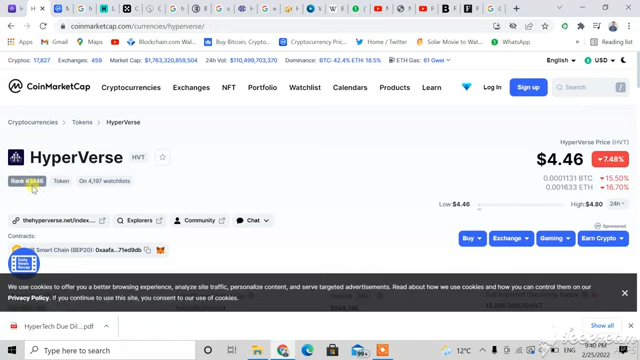 coinmarketcap.com/currencies/hyperverse/
Apps Gmail YouTube Maps Blockchain.com Wal Buy Bitcoin, Crypto Cryptocurrency Pric Home / Twitter Solar Movie to Wat WhatsApp Reading list
Cryptos: 17,827 Exchanges: 459 Market Cap: $1,763,320,859,504 24h Vol: $110,499,703,370 Dominance: BTC: 42.4% ETH: 18.5% ETH Gas: 61 Gwei English USD
CoinMarketCap Cryptocurrencies Exchanges NFT Portfolio Watchlist Calendars Products Learn Log In Sign up Search /
Cryptocurrencies Tokens HyperVerse
HyperVerse HVT
HyperVerse Price (HVT)
$4.46 7.48%
0.0001131 BTC 15.50%
0.001633 ETH 16.70%
Rank Token On 4,197 watchlists
Low: $4.46 High: $4.80 24h
thehyperverse.net/index.... Explorers Community Chat
Sponsored
Buy Exchange Gaming Earn Crypto
Contracts:
Smart Chain (BEP20) 0xaafa...71ed9db
We use cookies to offer you a better browsing experience, analyze site traffic, personalize content, and serve targeted advertisements. Read about how we use cookies and how you can control them on our
Privacy Policy. If you continue to use this site, you consent to our use of cookies.
HyperTech Due Dil....pdf Show all
Type here to search 99+ 12°C ENG 9:40 PM
2/25/2022